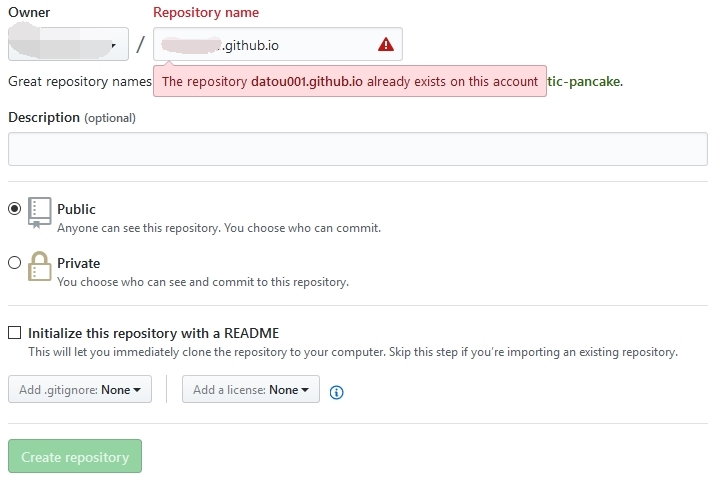 Owner
Repository name
/
.github.io
Great repository names
The repository datou001.github.io already exists on this account
tic-pancake.
Description (optional)
Public
Anyone can see this repository. You choose who can commit.
Private
You choose who can see and commit to this repository.
Initialize this repository with a README
This will let you immediately clone the repository to your computer. Skip this step if you’re importing an existing repository.
Add .gitignore: None
Add a license: None
Create repository